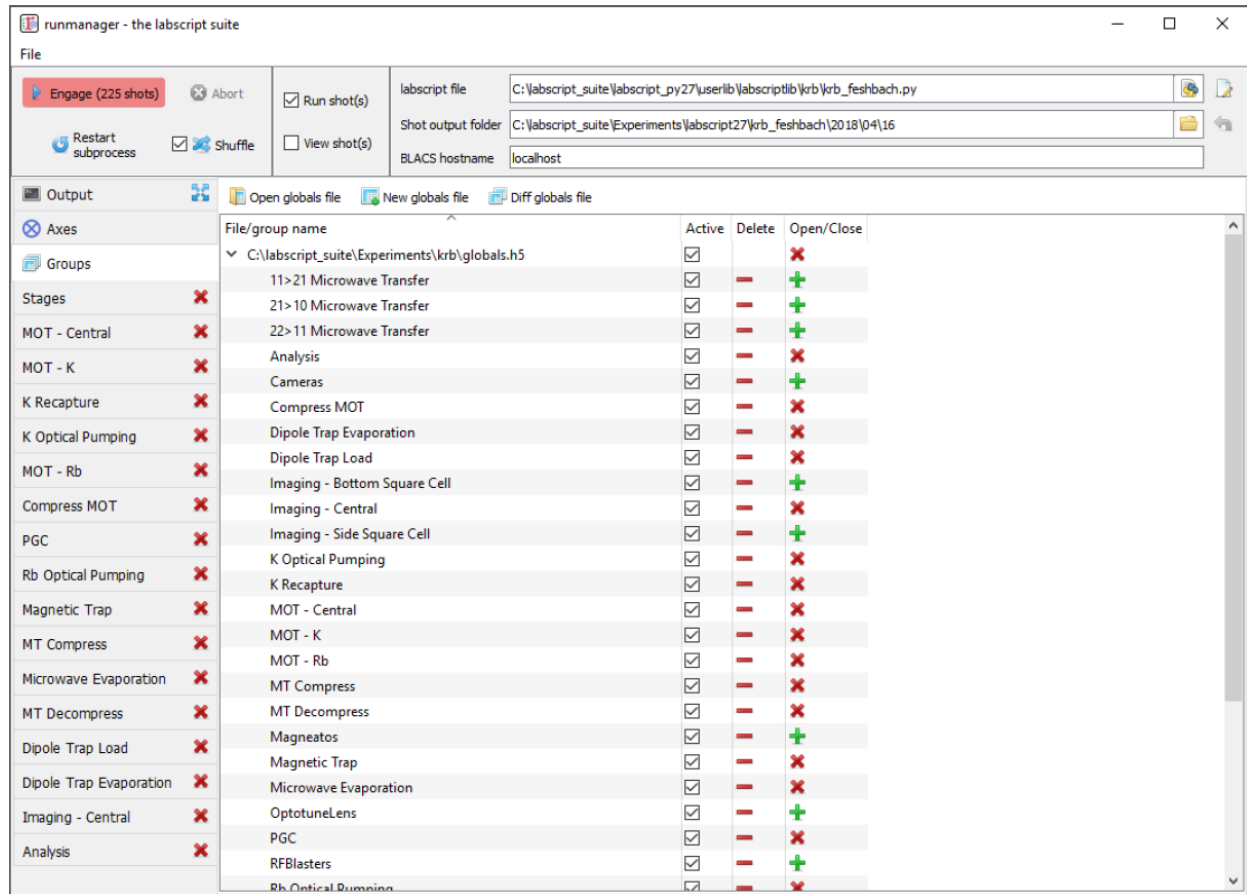 runmanager - the labscript suite
File
Engage (225 shots)
Abort
Restart
subprocess
Shuffle
Run shot(s)
View shot(s)
labscript file
C:\labscript_suite\labscript_py27\userlib\labscriptlib\krb\krb_feshbach.py
Shot output folder
C:\labscript_suite\Experiments\labscript27\krb_feshbach\2018\04\16
BLACS hostname
localhost
Output
Axes
Groups
Stages
MOT - Central
MOT - K
K Recapture
K Optical Pumping
MOT - Rb
Compress MOT
PGC
Rb Optical Pumping
Magnetic Trap
MT Compress
Microwave Evaporation
MT Decompress
Dipole Trap Load
Dipole Trap Evaporation
Imaging - Central
Analysis
Open globals file
New globals file
Diff globals file
File/group name Active Delete Open/Close
C:\labscript_suite\Experiments\krb\globals.h5
11>21 Microwave Transfer
21>10 Microwave Transfer
22>11 Microwave Transfer
Analysis
Cameras
Compress MOT
Dipole Trap Evaporation
Dipole Trap Load
Imaging - Bottom Square Cell
Imaging - Central
Imaging - Side Square Cell
K Optical Pumping
K Recapture
MOT - Central
MOT - K
MOT - Rb
MT Compress
MT Decompress
Magneatos
Magnetic Trap
Microwave Evaporation
OptotuneLens
PGC
RFBlasters
Rb Optical Pumping